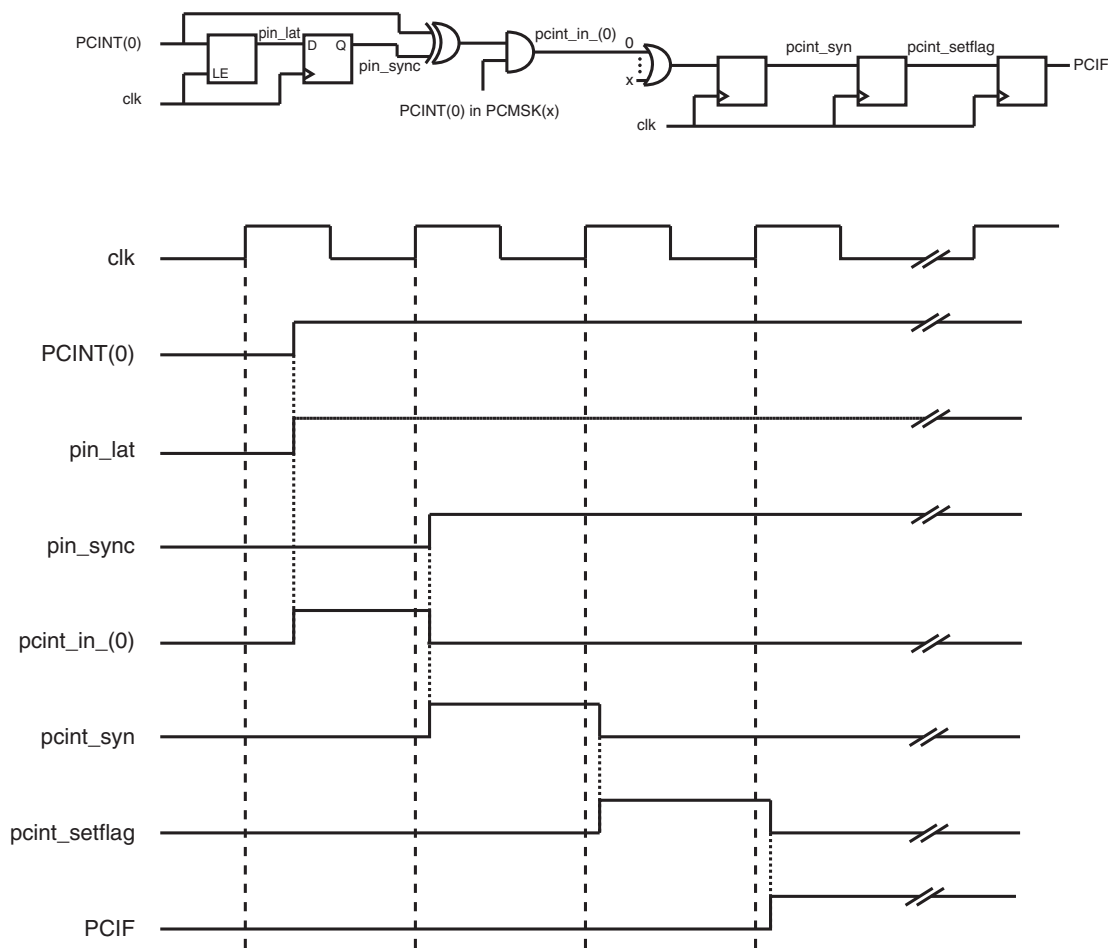 PCINT(0)
pin_lat
D Q
LE
pin_sync
clk
pcint_in_(0)
PCINT(0) in PCMSK(x)
0
x
pcint_syn
pcint_setflag
PCIF
clk
clk
PCINT(0)
pin_lat
pin_sync
pcint_in_(0)
pcint_syn
pcint_setflag
PCIF